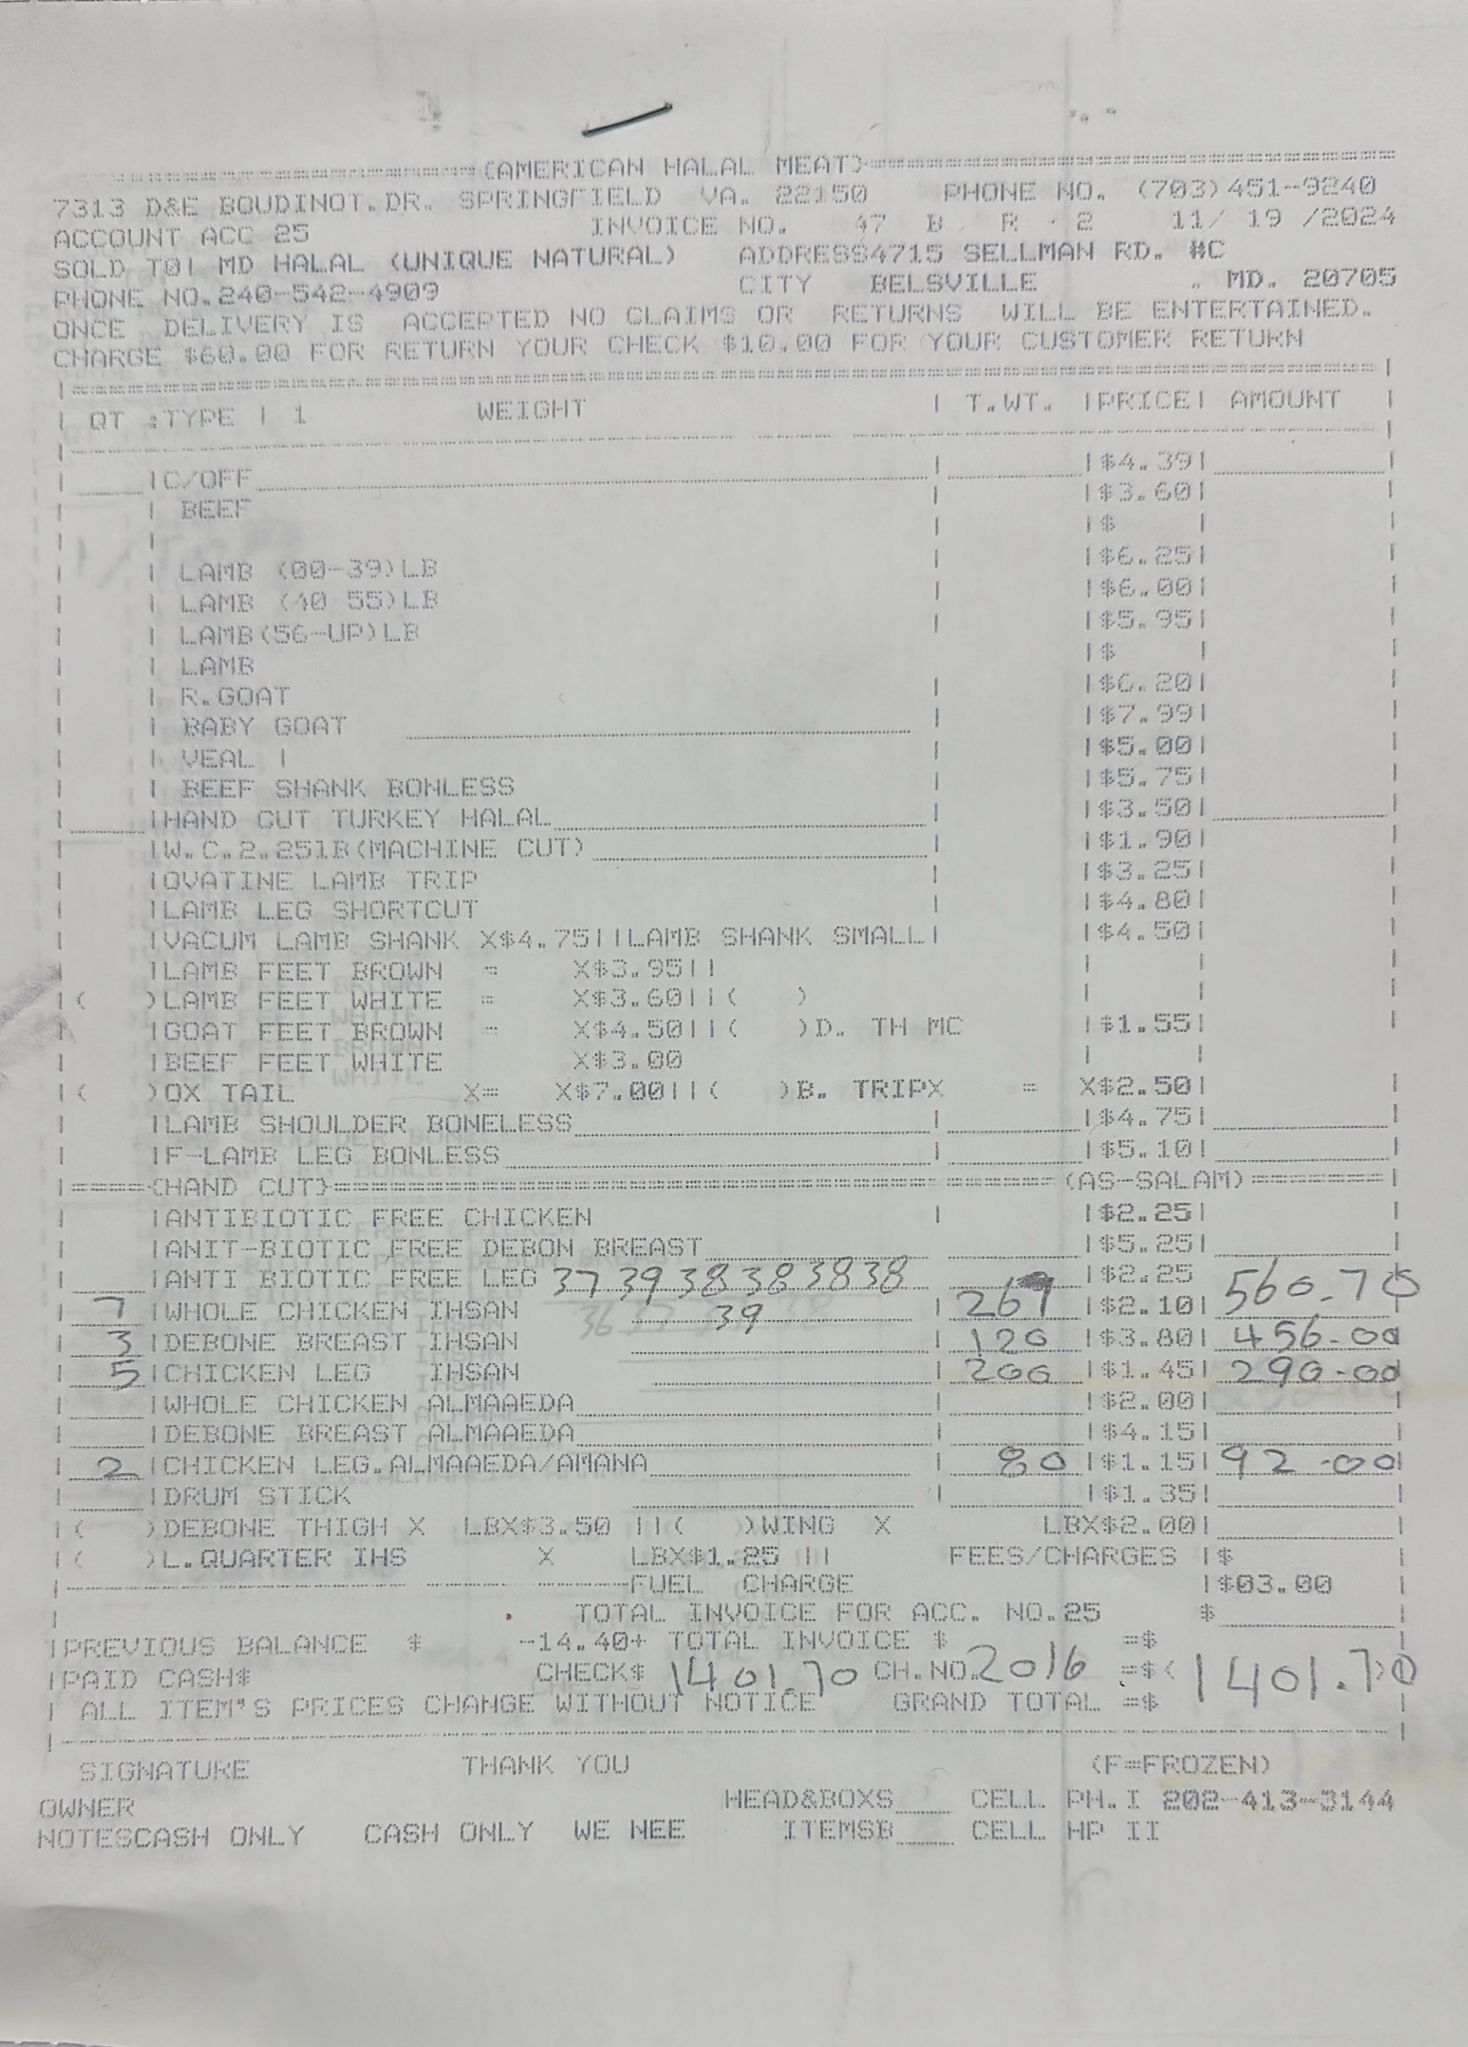 (AMERICAN HALAL MEAT)
7313 D&E BOUDINOT.DR. SPRINGFIELD VA. 22150 PHONE NO. (703)451-9240
INVOICE NO. 47 B R 2 11/ 19 /2024
ACCOUNT ACC 25
SOLD TO| MD HALAL (UNIQUE NATURAL) ADDRESS4715 SELLMAN RD. #C
PHONE NO.240-542-4909 CITY BELSVILLE . MD. 20705
ONCE DELIVERY IS ACCEPTED NO CLAIMS OR RETURNS WILL BE ENTERTAINED.
CHARGE $60.00 FOR RETURN YOUR CHECK $10.00 FOR YOUR CUSTOMER RETURN
| QT :TYPE | 1 WEIGHT | T.WT. |PRICE| AMOUNT |
|C/OFF | |$4.39|
| BEEF |$3.60|
|$ |
| LAMB (00-39)LB |$6.25|
| LAMB (40 55)LB |$6.00|
| LAMB(56-UP)LB |$5.95|
| LAMB |$ |
| R.GOAT |$6.20|
| BABY GOAT |$7.99|
| VEAL | |$5.00|
| BEEF SHANK BONLESS |$5.75|
|HAND CUT TURKEY HALAL |$3.50|
|W.C.2.25lB(MACHINE CUT) |$1.90|
|OVATINE LAMB TRIP |$3.25|
|LAMB LEG SHORTCUT |$4.80|
|VACUM LAMB SHANK X$4.75||LAMB SHANK SMALL| |$4.50|
|LAMB FEET BROWN = X$3.95||
|( )LAMB FEET WHITE = X$3.60||( )
|GOAT FEET BROWN = X$4.50||( )D. TH MC |$1.55|
|BEEF FEET WHITE X$3.00
|( )OX TAIL X= X$7.00||( )B. TRIPX = X$2.50|
|LAMB SHOULDER BONELESS |$4.75|
|F-LAMB LEG BONLESS |$5.10|
|=====(HAND CUT)====== ======(AS-SALAM)=======|
|ANTIBIOTIC FREE CHICKEN | |$2.25|
|ANIT-BIOTIC FREE DEBON BREAST |$5.25|
|ANTI BIOTIC FREE LEG 37 39 38 38 38 38 |$2.25
7 |WHOLE CHICKEN IHSAN 39 | 267 |$2.10| 560.70
3 |DEBONE BREAST IHSAN | 120 |$3.80| 456.00
5 |CHICKEN LEG IHSAN | 200 |$1.45| 290.00
|WHOLE CHICKEN ALMAAEDA |$2.00|
|DEBONE BREAST ALMAAEDA |$4.15|
2 |CHICKEN LEG.ALMAAEDA/AMANA | 80 |$1.15| 92.00
|DRUM STICK |$1.35|
|( )DEBONE THIGH X LBX$3.50 ||( )WING X LBX$2.00|
|( )L.QUARTER IHS X LBX$1.25 || FEES/CHARGES |$
FUEL CHARGE |$03.00
TOTAL INVOICE FOR ACC. NO.25 $
|PREVIOUS BALANCE $ -14.40+ TOTAL INVOICE $ =$
|PAID CASH$ CHECK$ 1401.70 CH.NO. 2016 =$( 1401.70
| ALL ITEM'S PRICES CHANGE WITHOUT NOTICE GRAND TOTAL =$
SIGNATURE THANK YOU (F=FROZEN)
OWNER HEAD&BOXS CELL PH.I 202-413-3144
NOTESCASH ONLY CASH ONLY WE NEE ITEMSB CELL HP II